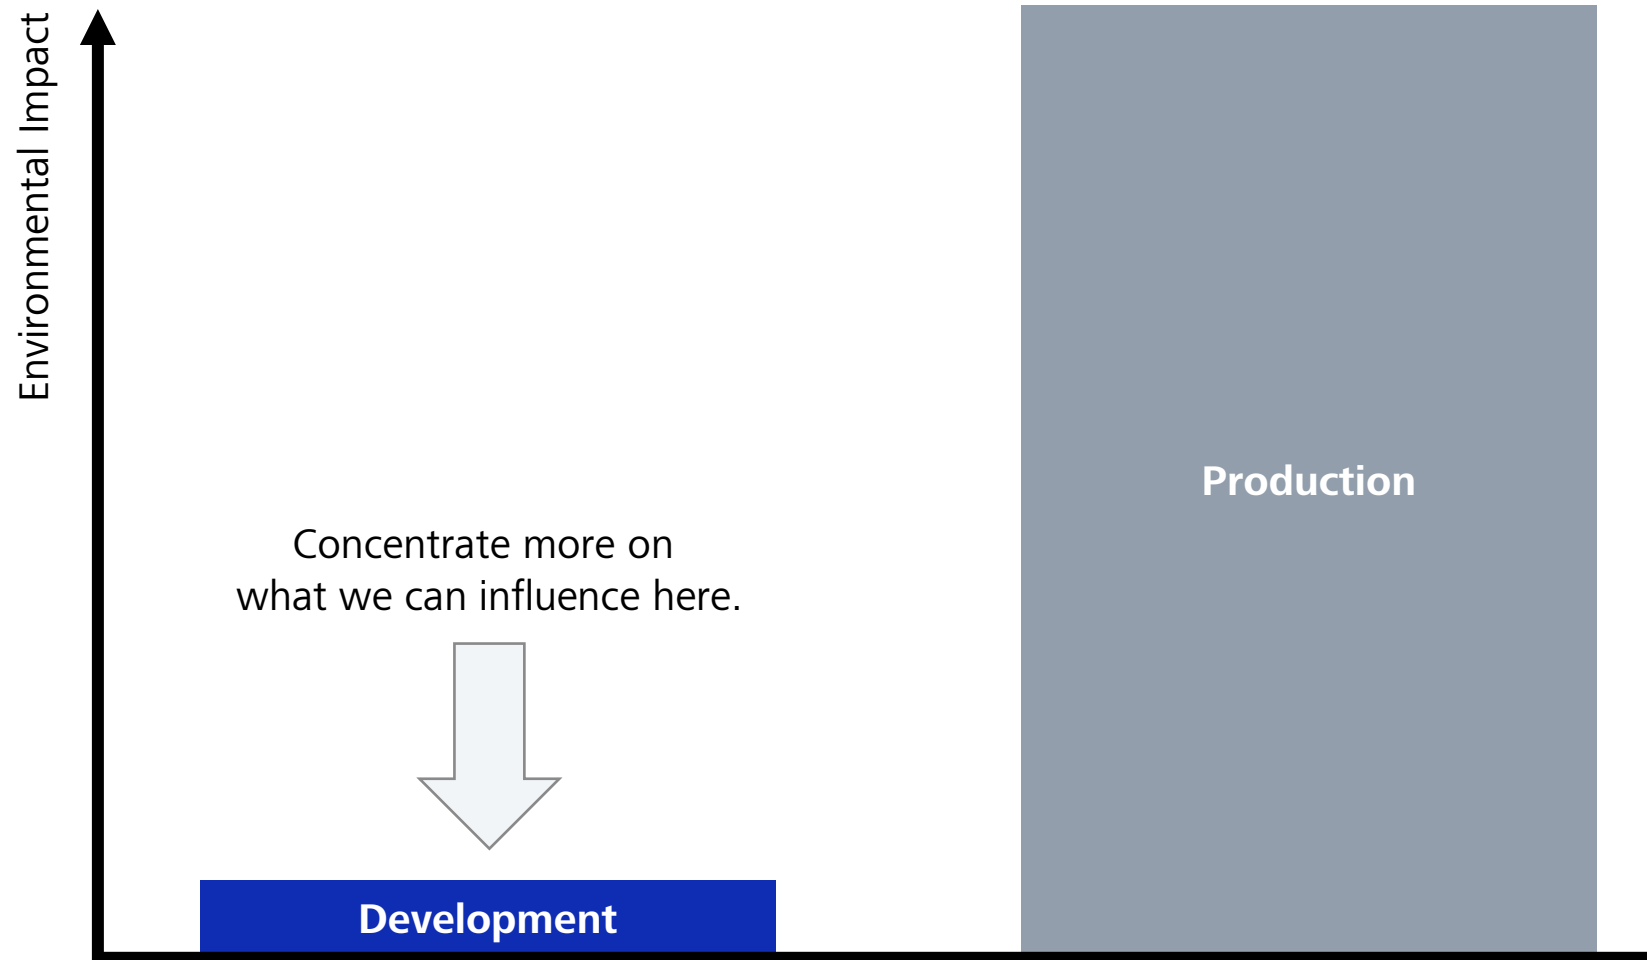 Environmental Impact
Production
Concentrate more on
what we can influence here.
Development